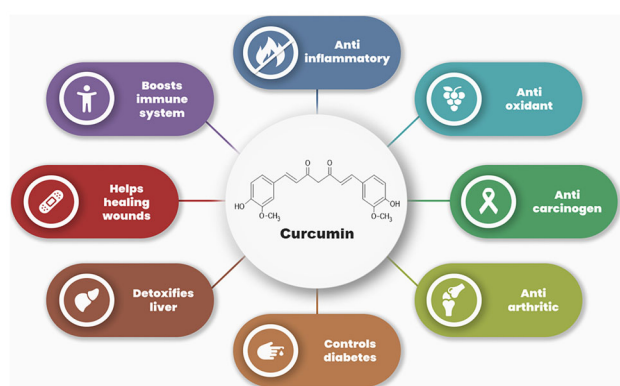 Anti
inflammatory
Boosts
immune
system
Anti
oxidant
Helps
healing
wounds
O O
HO
O-CH₃
OH
O-CH₃
Curcumin
Anti
carcinogen
Detoxifies
liver
Anti
arthritic
Controls
diabetes